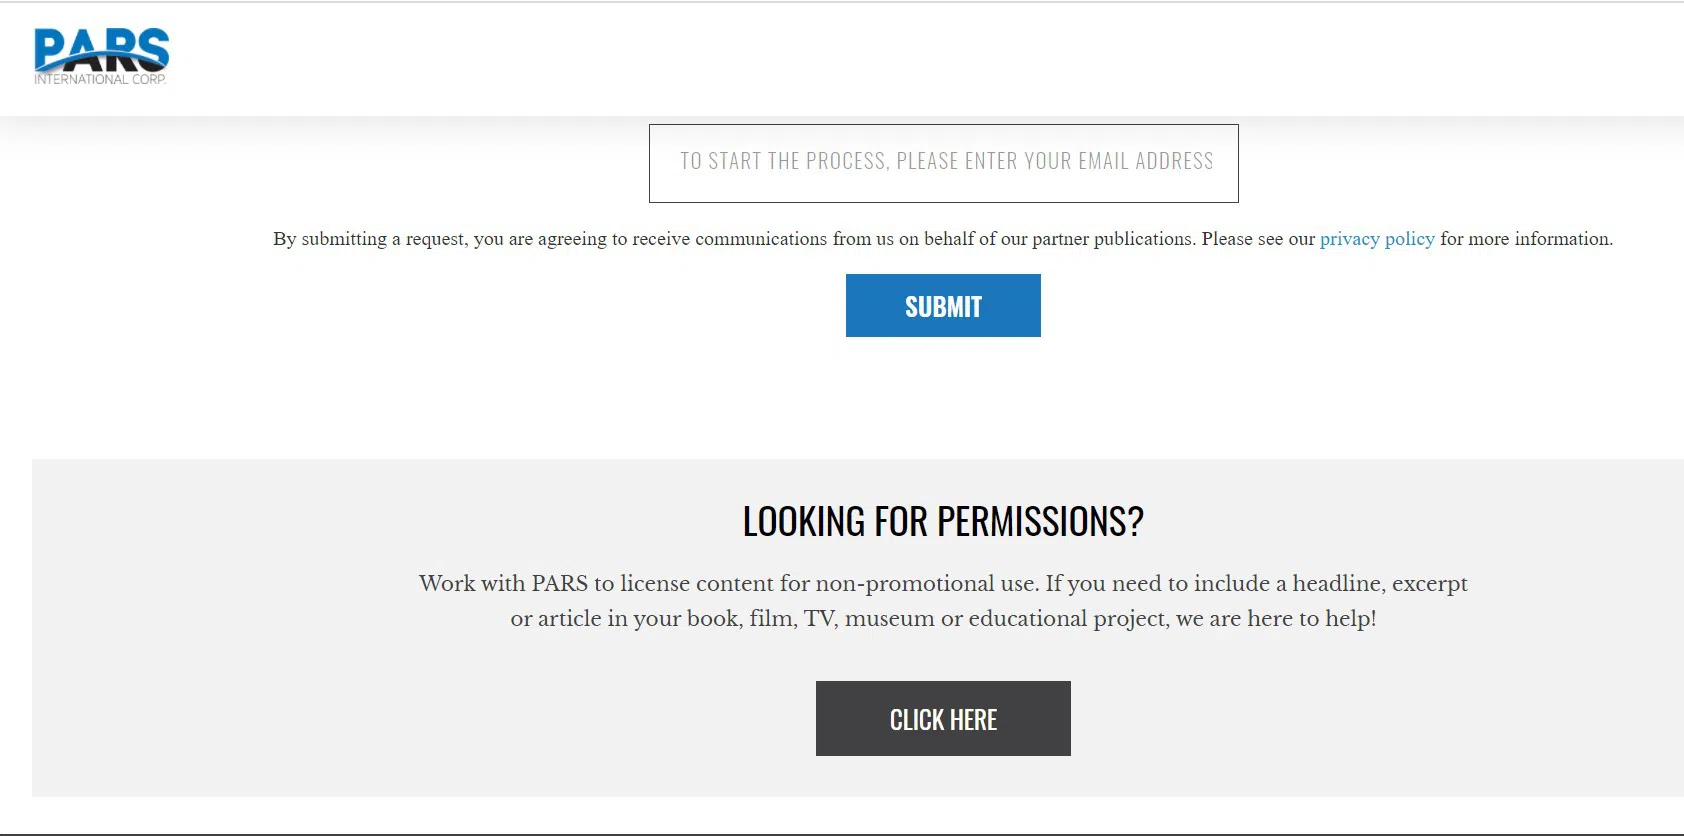 PARS
INTERNATIONAL CORP.
TO START THE PROCESS, PLEASE ENTER YOUR EMAIL ADDRESS
By submitting a request, you are agreeing to receive communications from us on behalf of our partner publications. Please see our privacy policy for more information.
SUBMIT
LOOKING FOR PERMISSIONS?
Work with PARS to license content for non-promotional use. If you need to include a headline, excerpt
or article in your book, film, TV, museum or educational project, we are here to help!
CLICK HERE